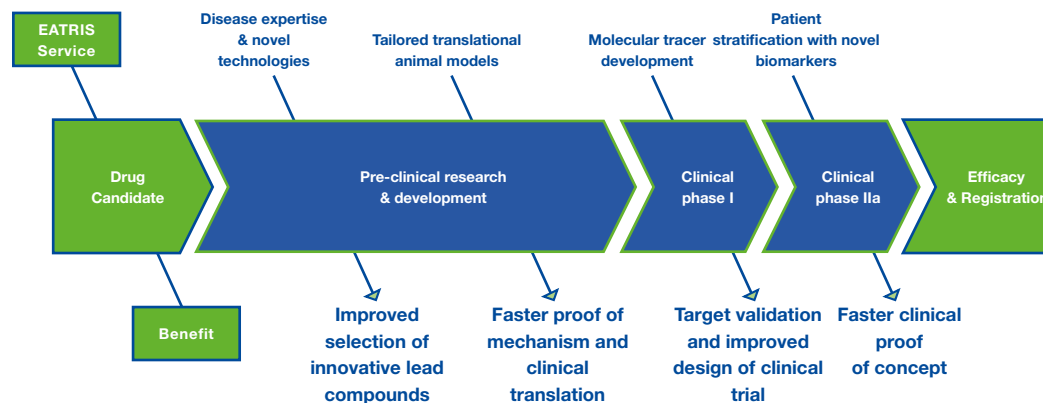 EATRIS
Service
Disease expertise
& novel
technologies
Tailored translational
animal models
Molecular tracer
development
Patient
stratification with novel
biomarkers
Drug
Candidate
Pre-clinical research
& development
Clinical
phase I
Clinical
phase IIa
Efficacy
& Registration
Benefit
Improved
selection of
innovative lead
compounds
Faster proof of
mechanism and
clinical
translation
Target validation
and improved
design of clinical
trial
Faster clinical
proof
of concept